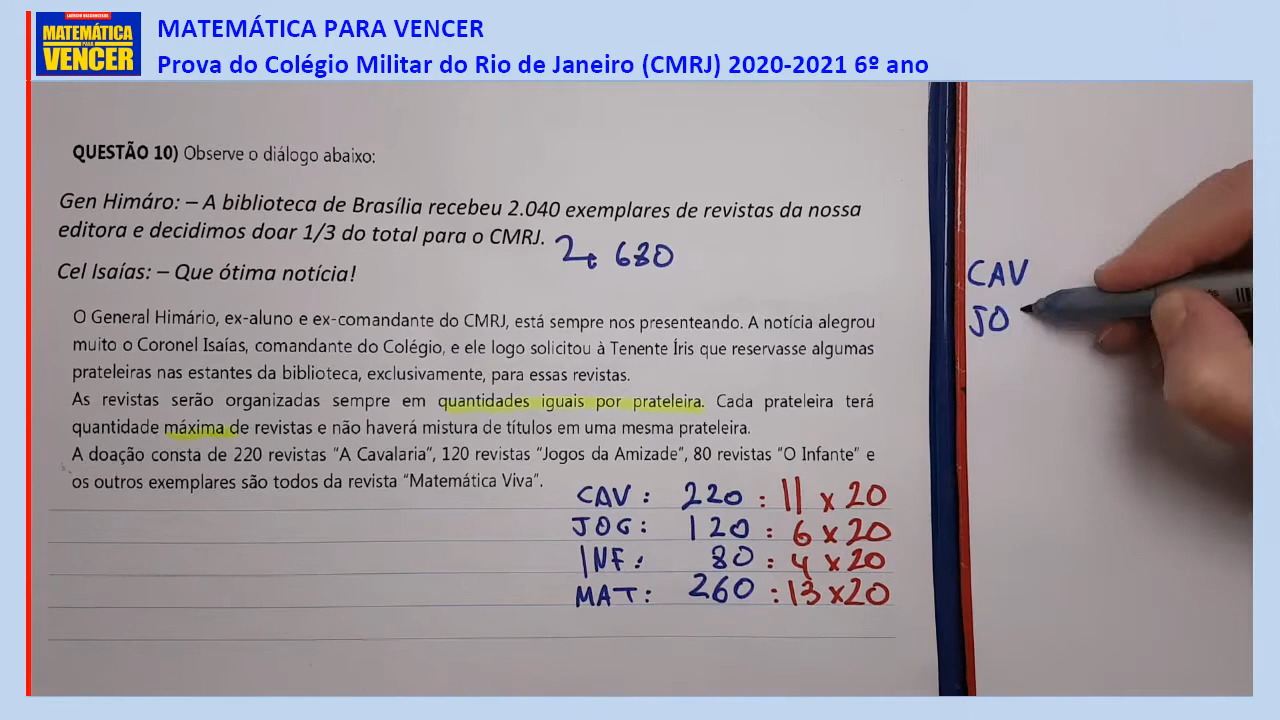 LAÉRCIO VASCONCELOS
MATEMÁTICA
PARA
VENCER
MATEMÁTICA PARA VENCER
Prova do Colégio Militar do Rio de Janeiro (CMRJ) 2020-2021 6º ano
QUESTÃO 10) Observe o diálogo abaixo:
Gen Himáro: – A biblioteca de Brasília recebeu 2.040 exemplares de revistas da nossa
editora e decidimos doar 1/3 do total para o CMRJ.
680
Cel Isaías: – Que ótima notícia!
O General Himário, ex-aluno e ex-comandante do CMRJ, está sempre nos presenteando. A notícia alegrou
muito o Coronel Isaías, comandante do Colégio, e ele logo solicitou à Tenente Íris que reservasse algumas
prateleiras nas estantes da biblioteca, exclusivamente, para essas revistas.
As revistas serão organizadas sempre em quantidades iguais por prateleira. Cada prateleira terá
quantidade máxima de revistas e não haverá mistura de títulos em uma mesma prateleira.
A doação consta de 220 revistas “A Cavalaria”, 120 revistas “Jogos da Amizade”, 80 revistas “O Infante” e
os outros exemplares são todos da revista “Matemática Viva”.
CAV: 220 : 11 x 20
JOG: 120 : 6 x 20
INF: 80 : 4 x 20
MAT: 260 : 13 x 20
CAV
JO